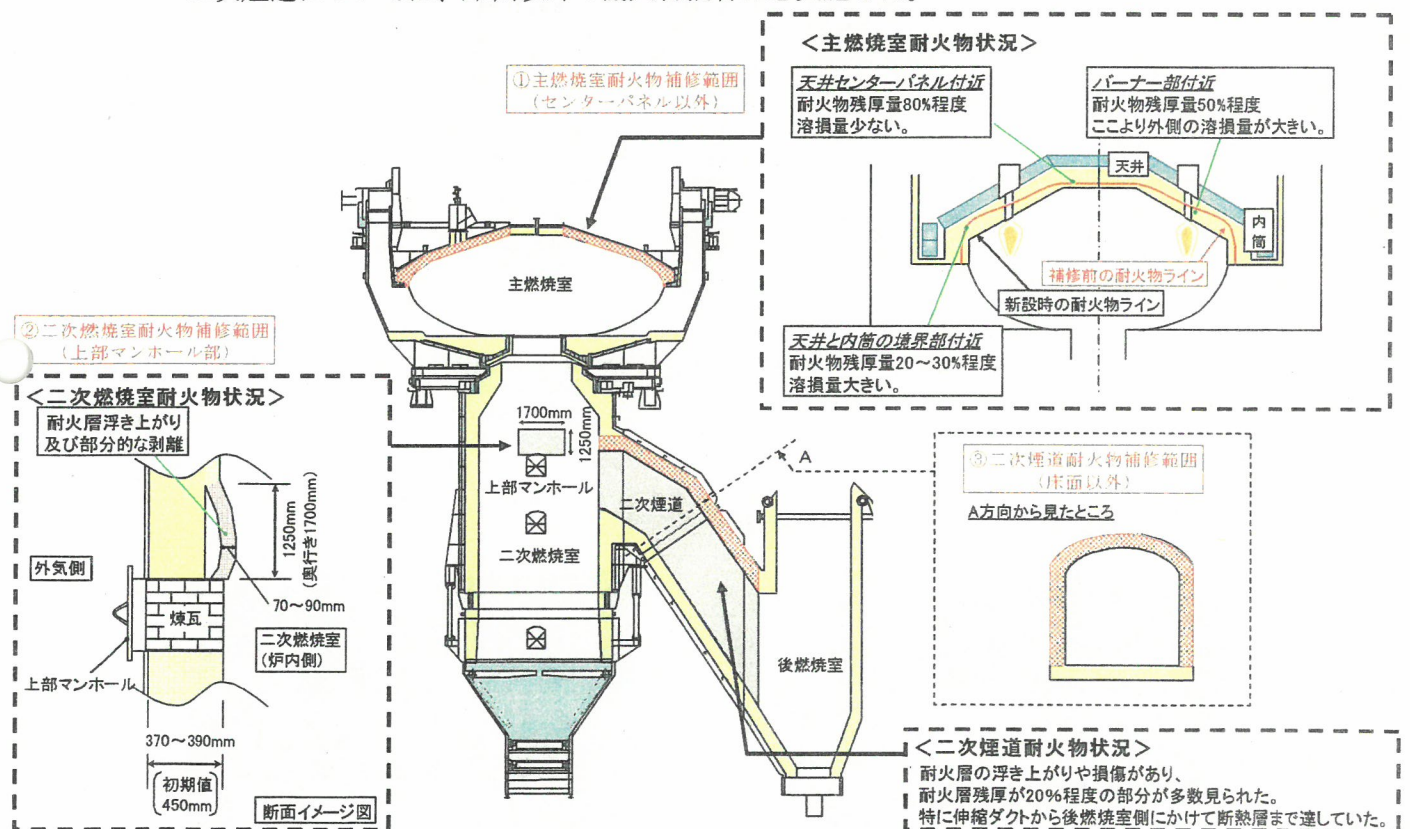 ①主燃焼室耐火物補修範囲
(センターパネル以外)
<主燃焼室耐火物状況>
天井センターパネル付近
耐火物残厚量80%程度
溶損量少ない。
バーナー部付近
耐火物残厚量50%程度
ここより外側の溶損量が大きい。
天井
内筒
補修前の耐火物ライン
新設時の耐火物ライン
天井と内筒の境界部付近
耐火物残厚量20~30%程度
溶損量大きい。
主燃焼室
②二次燃焼室耐火物補修範囲
(上部マンホール部)
<二次燃焼室耐火物状況>
耐火層浮き上がり
及び部分的な剥離
1250mm
(奥行き1700mm)
外気側
70~90mm
煉瓦
二次燃焼室
(炉内側)
上部マンホール
370~390mm
初期値
450mm
断面イメージ図
1700mm
1250mm
上部マンホール
二次燃焼室
二次煙道
A
後燃焼室
③二次煙道耐火物補修範囲
(床面以外)
A方向から見たところ
<二次煙道耐火物状況>
耐火層の浮き上がりや損傷があり、
耐火層残厚が20%程度の部分が多数見られた。
特に伸縮ダクトから後燃焼室側にかけて断熱層まで達していた。